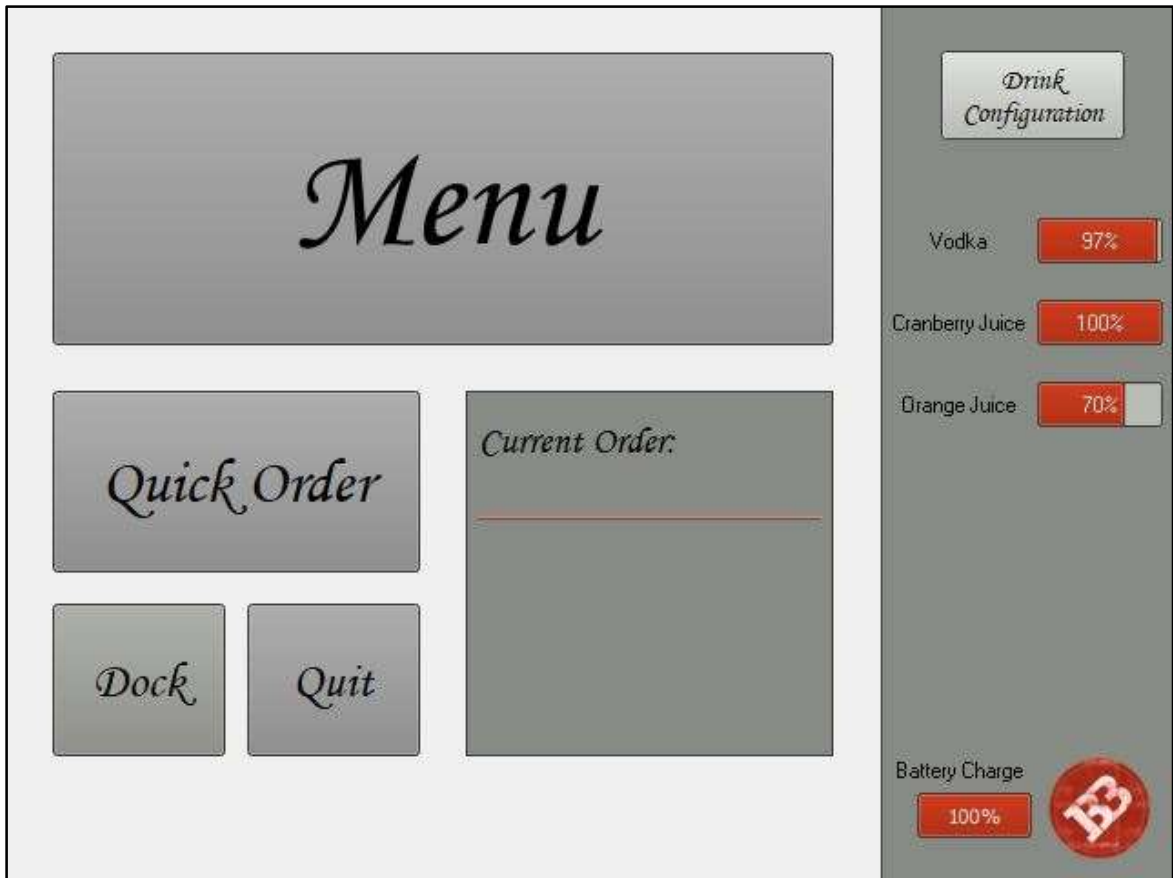 Menu
Quick Order
Dock
Quit
Current Order:
Drink
Configuration
Vodka
97%
Cranberry Juice
100%
Orange Juice
70%
Battery Charge
100%
B3